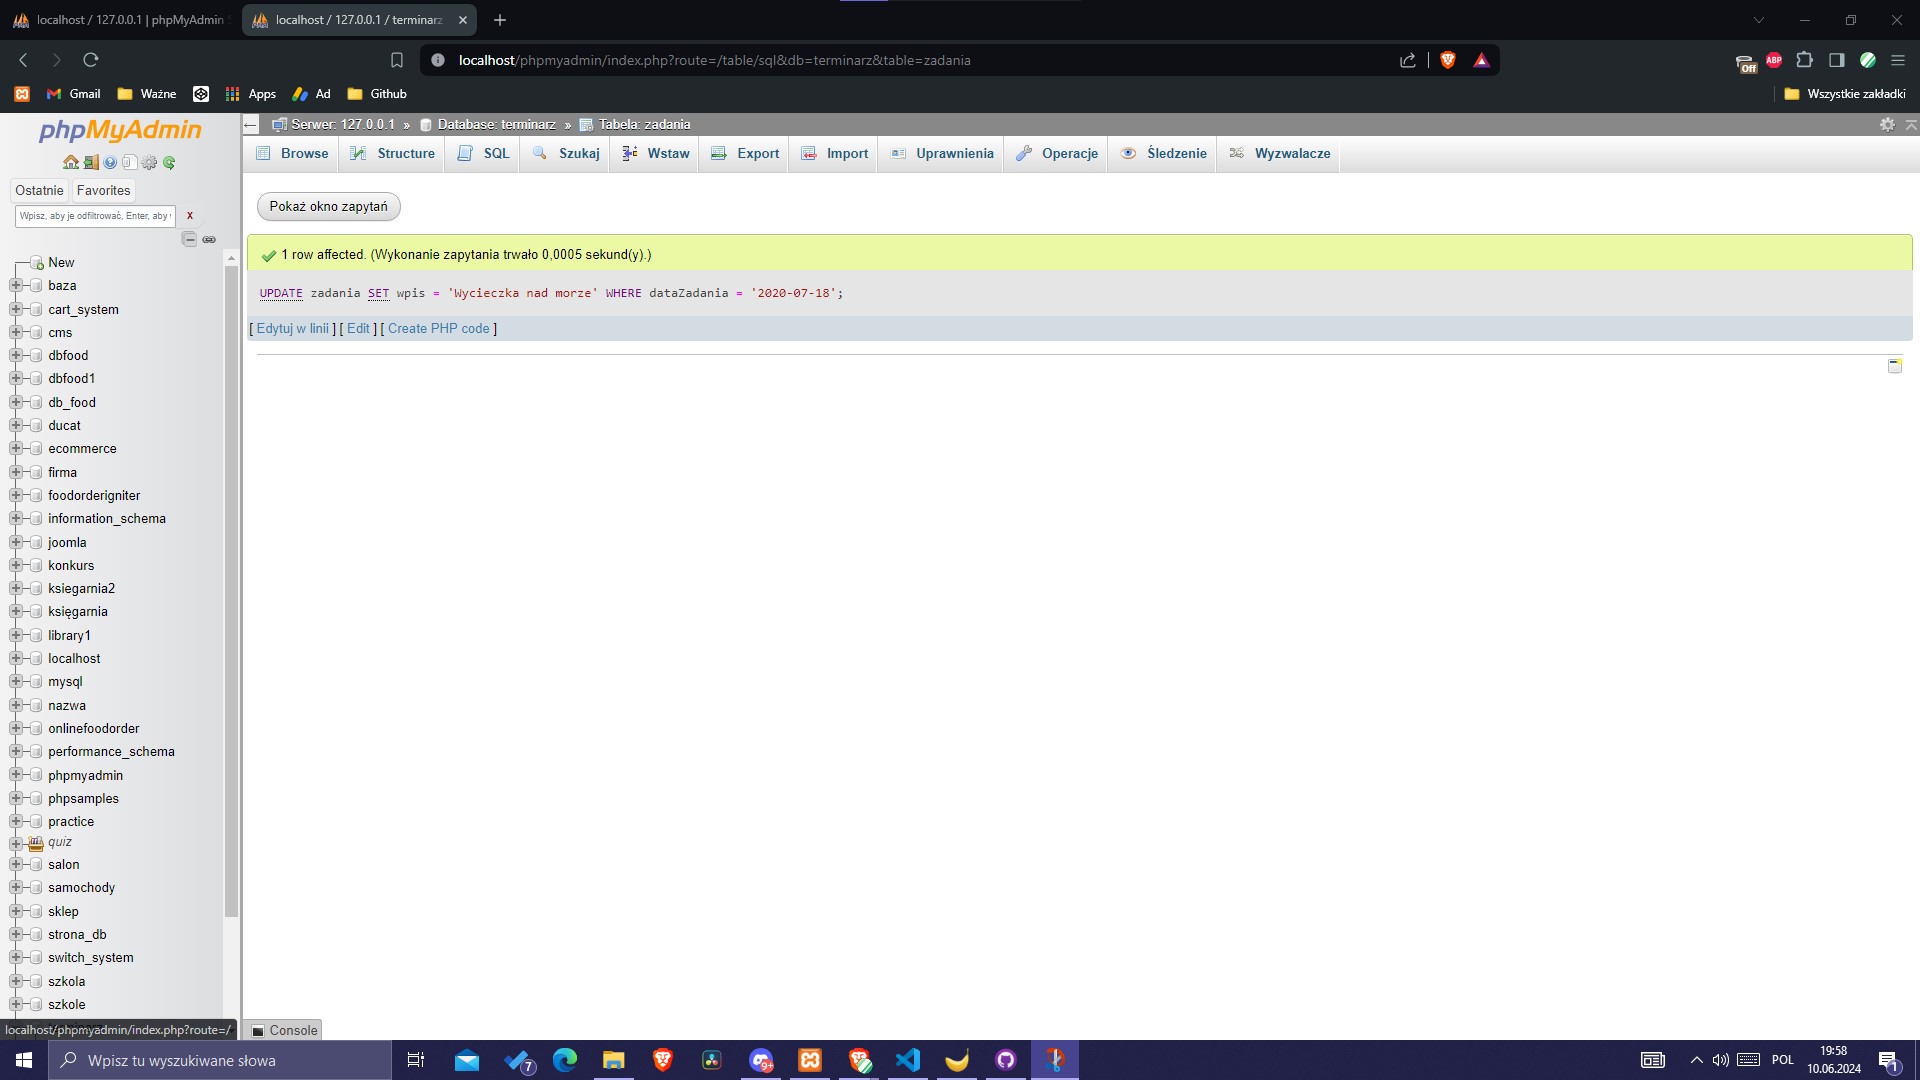 localhost / 127.0.0.1 | phpMyAdmin
localhost / 127.0.0.1 / terminarz
localhost/phpmyadmin/index.php?route=/table/sql&db=terminarz&table=zadania
Off
ABP
Gmail
Ważne
Apps
Ad
Github
Wszystkie zakładki
phpMyAdmin
Ostatnie
Favorites
Wpisz, aby je odfiltrować, Enter, aby
x
New
baza
cart_system
cms
dbfood
dbfood1
db_food
ducat
ecommerce
firma
foodorderigniter
information_schema
joomla
konkurs
ksiegarnia2
księgarnia
library1
localhost
mysql
nazwa
onlinefoodorder
performance_schema
phpmyadmin
phpsamples
practice
quiz
salon
samochody
sklep
strona_db
switch_system
szkola
szkole
localhost/phpmyadmin/index.php?route=/
Serwer: 127.0.0.1 » Database: terminarz » Tabela: zadania
Browse
Structure
SQL
Szukaj
Wstaw
Export
Import
Uprawnienia
Operacje
Śledzenie
Wyzwalacze
Pokaż okno zapytań
1 row affected. (Wykonanie zapytania trwało 0,0005 sekund(y).)
UPDATE zadania SET wpis = 'Wycieczka nad morze' WHERE dataZadania = '2020-07-18';
[ Edytuj w linii ] [ Edit ] [ Create PHP code ]
Console
Wpisz tu wyszukiwane słowa
7
9+
POL
19:58
10.06.2024
1